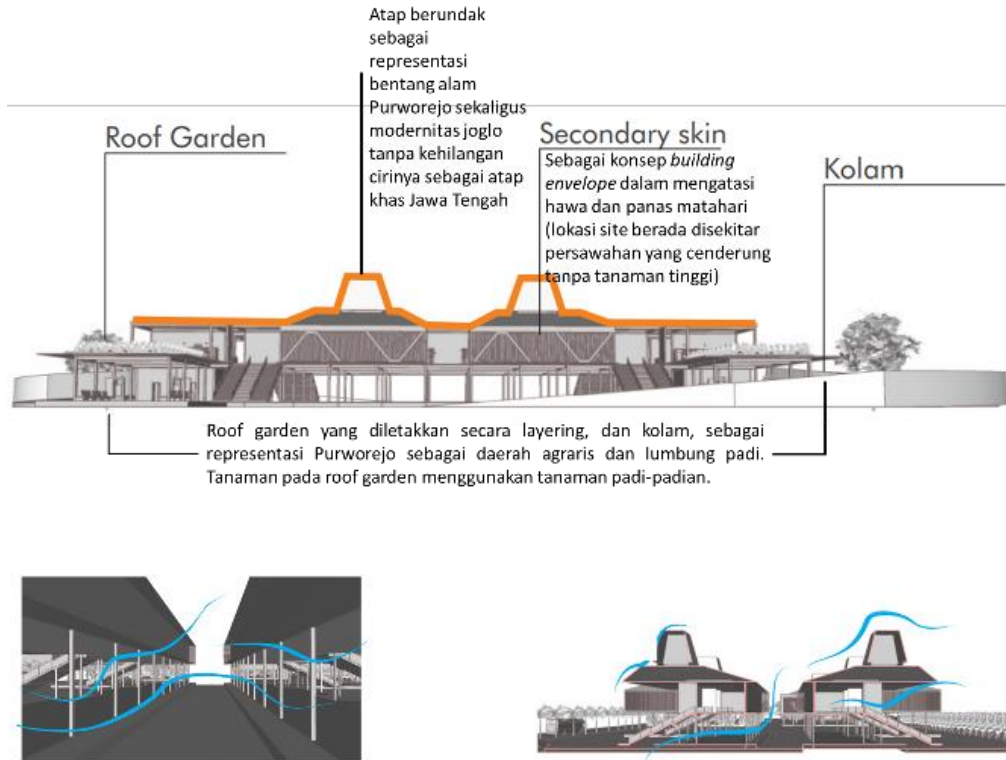 Atap berundak
sebagai
representasi
bentang alam
Purworejo sekaligus
modernitas joglo
tanpa kehilangan
cirinya sebagai atap
khas Jawa Tengah
Roof Garden
Secondary skin
Sebagai konsep building
envelope dalam mengatasi
hawa dan panas matahari
(lokasi site berada disekitar
persawahan yang cenderung
tanpa tanaman tinggi)
Kolam
Roof garden yang diletakkan secara layering, dan kolam, sebagai
representasi Purworejo sebagai daerah agraris dan lumbung padi.
Tanaman pada roof garden menggunakan tanaman padi-padian.